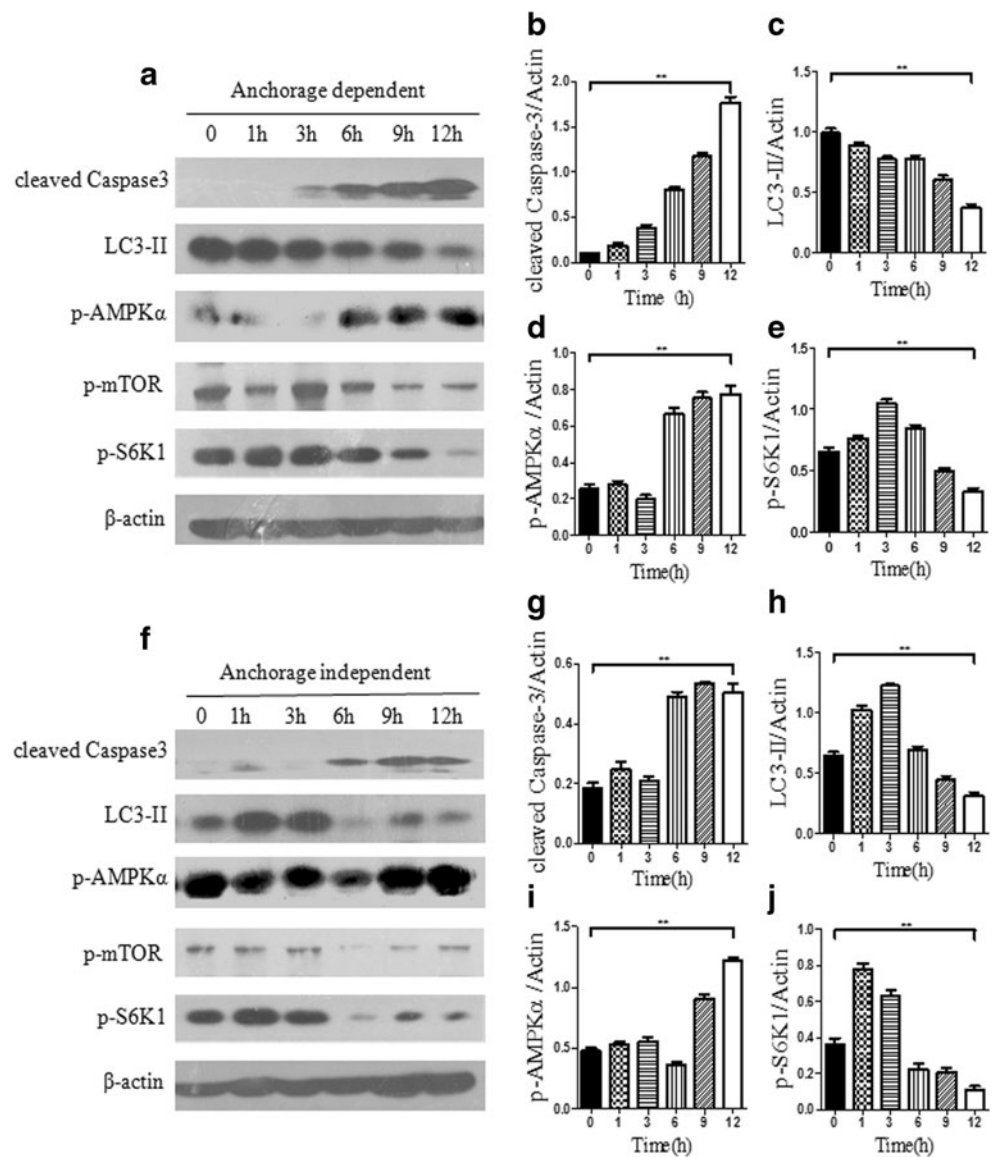 a
Anchorage dependent
0 1h 3h 6h 9h 12h
cleaved Caspase3
LC3-II
p-AMPKα
p-mTOR
p-S6K1
β-actin
b
cleaved Caspase-3/Actin
2.0
1.5
1.0
0.5
0.0
**
0 1 3 6 9 12
Time (h)
c
LC3-II/Actin
1.5
1.0
0.5
0.0
**
0 1 3 6 9 12
Time(h)
d
p-AMPKα /Actin
1.0
0.8
0.6
0.4
0.2
0.0
**
0 1 3 6 9 12
Time(h)
e
p-S6K1/Actin
1.5
1.0
0.5
0.0
**
0 1 3 6 9 12
Time(h)
f
Anchorage independent
0 1h 3h 6h 9h 12h
cleaved Caspase3
LC3-II
p-AMPKα
p-mTOR
p-S6K1
β-actin
g
cleaved Caspase-3/Actin
0.6
0.4
0.2
0.0
**
0 1 3 6 9 12
Time(h)
h
LC3-II/Actin
1.5
1.0
0.5
0.0
**
0 1 3 6 9 12
Time(h)
i
p-AMPKα /Actin
1.5
1.0
0.5
0.0
**
0 1 3 6 9 12
Time(h)
j
p-S6K1/Actin
1.0
0.8
0.6
0.4
0.2
0.0
**
0 1 3 6 9 12
Time(h)